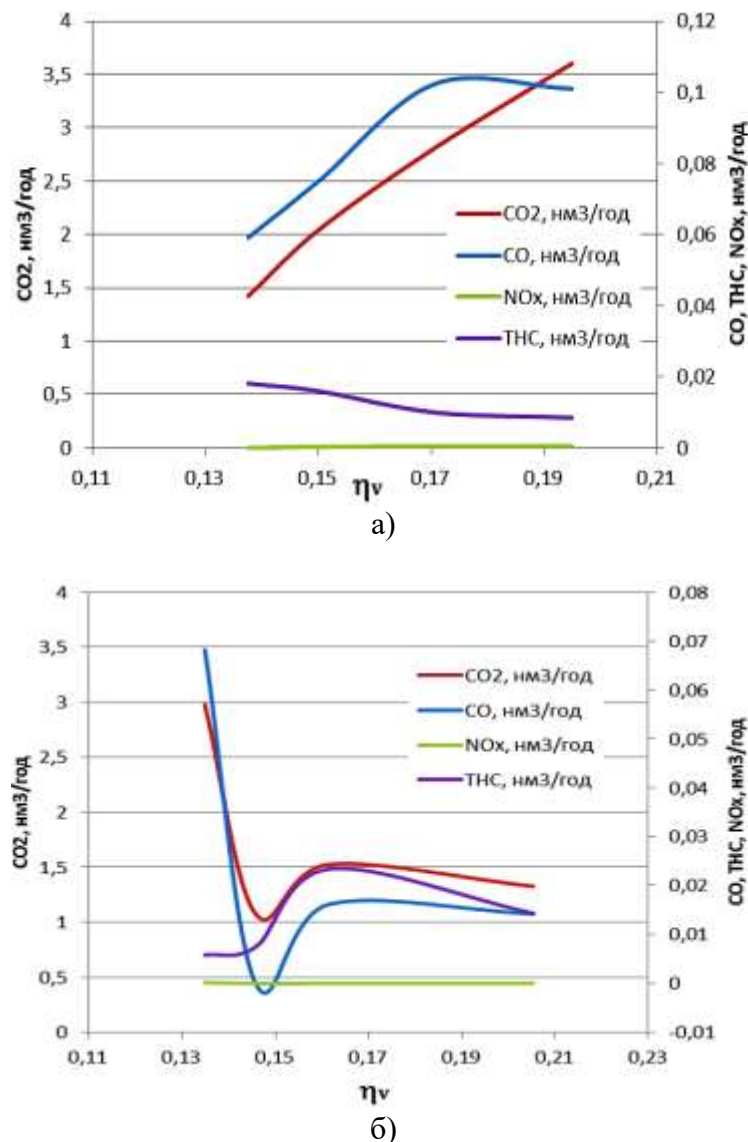 4
3,5
3
2,5
2
1,5
1
0,5
0
CO2, нм3/год
0,12
0,1
0,08
0,06
0,04
0,02
0
CO, THC, NOx, нм3/год
CO2, нм3/год
CO, нм3/год
NOx, нм3/год
THC, нм3/год
0,11 0,13 0,15 0,17 0,19 0,21
ηv
а)
4
3,5
3
2,5
2
1,5
1
0,5
0
CO2, нм3/год
0,08
0,07
0,06
0,05
0,04
0,03
0,02
0,01
0
-0,01
CO, THC, NOx, нм3/год
CO2, нм3/год
CO, нм3/год
NOx, нм3/год
THC, нм3/год
0,11 0,13 0,15 0,17 0,19 0,21 0,23
ηv
б)